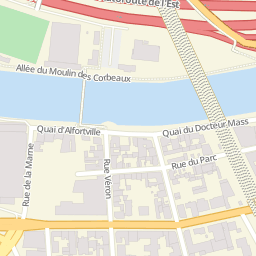 l'Autoroute de l'Est
Allée du Moulin des Corbeaux
Quai d'Alfortville
Quai du Docteur Mass
Rue du Parc
Rue de la Marne
Rue Véron